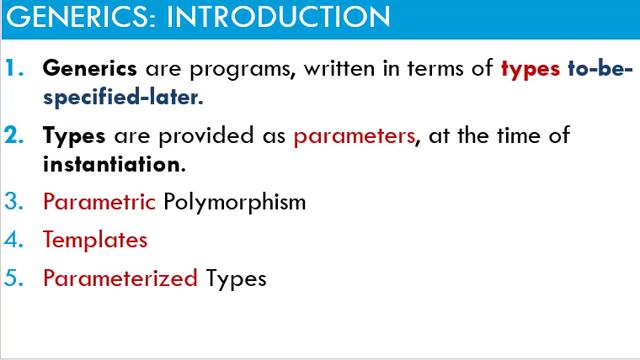 GENERICS: INTRODUCTION
1. Generics are programs, written in terms of types to-be-
specified-later.
2. Types are provided as parameters, at the time of
instantiation.
3. Parametric Polymorphism
4. Templates
5. Parameterized Types